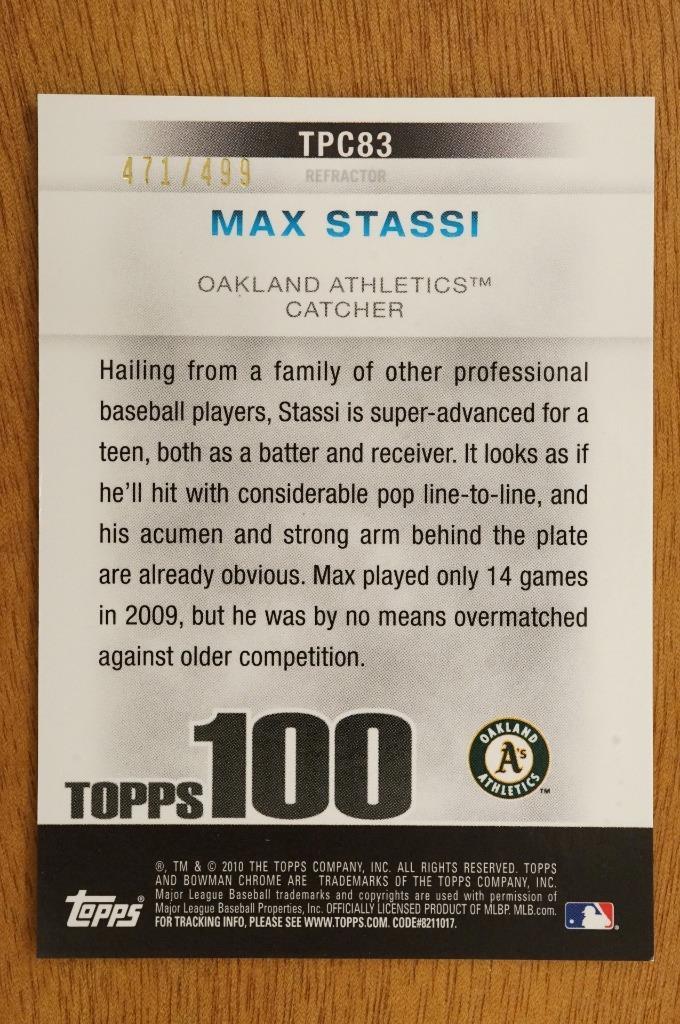 TPC83
471/499
REFRACTOR
MAX STASSI
OAKLAND ATHLETICS™
CATCHER
Hailing from a family of other professional
baseball players, Stassi is super-advanced for a
teen, both as a batter and receiver. It looks as if
he'll hit with considerable pop line-to-line, and
his acumen and strong arm behind the plate
are already obvious. Max played only 14 games
in 2009, but he was by no means overmatched
against older competition.
TOPPS 100
OAKLAND
A's
ATHLETICS™
®, TM & © 2010 THE TOPPS COMPANY, INC. ALL RIGHTS RESERVED. TOPPS
AND BOWMAN CHROME ARE TRADEMARKS OF THE TOPPS COMPANY, INC.
Major League Baseball trademarks and copyrights are used with permission of
Major League Baseball Properties, Inc. OFFICIALLY LICENSED PRODUCT OF MLBP. MLB.com.
FOR TRACKING INFO, PLEASE SEE WWW.TOPPS.COM. CODE#8211017.
topps®